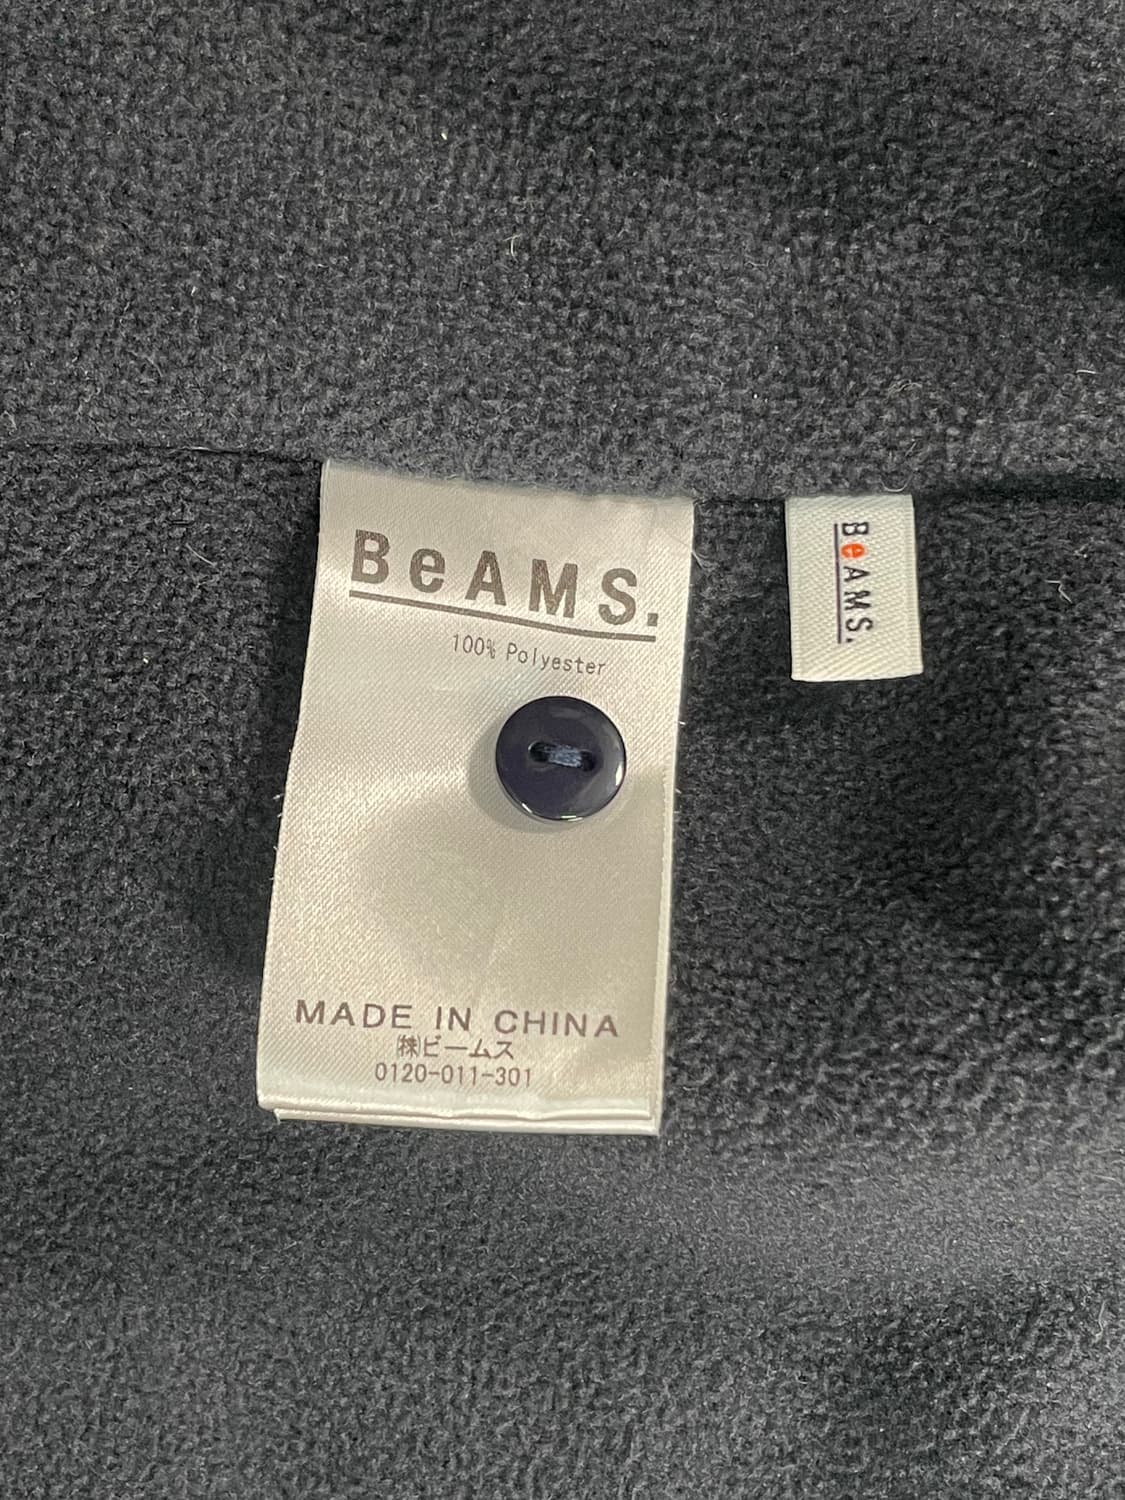 BeAMS.
100% Polyester
MADE IN CHINA
㈱ビームス
0120-011-301
BeAMS.